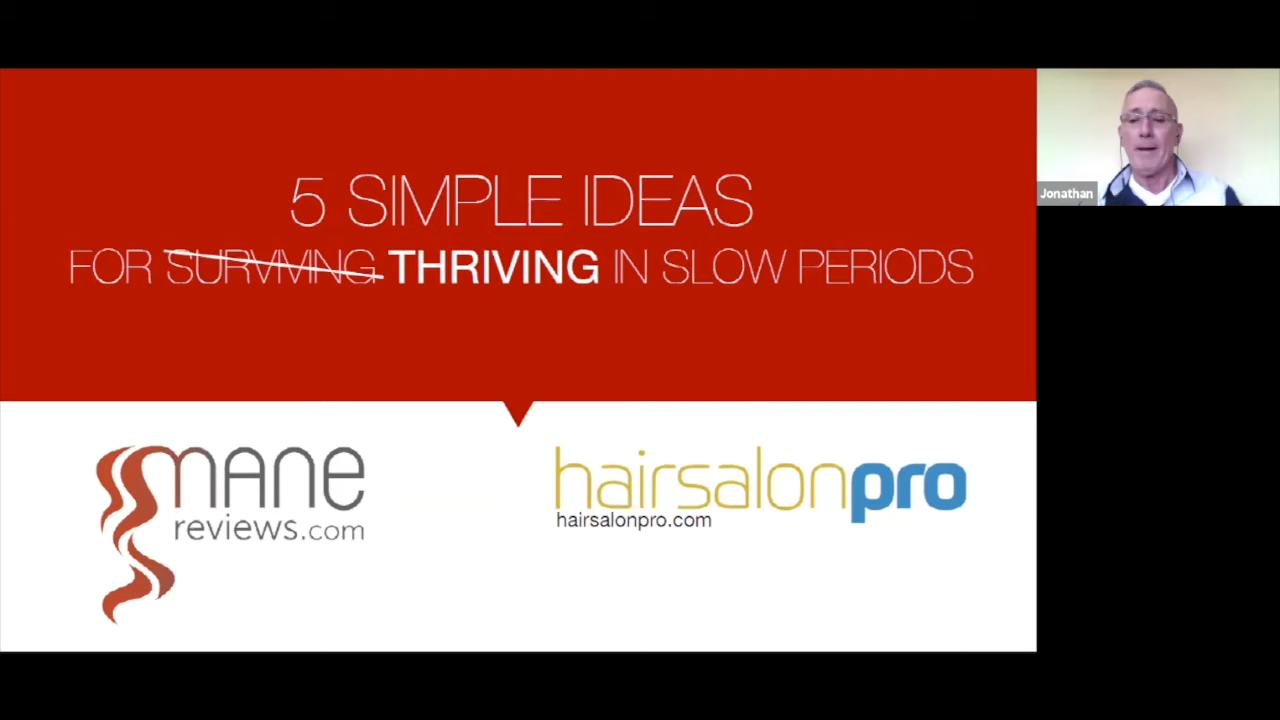 5 SIMPLE IDEAS
FOR SURVIVING THRIVING IN SLOW PERIODS
Jonathan
MANE
reviews.com
hairsalonpro
hairsalonpro.com